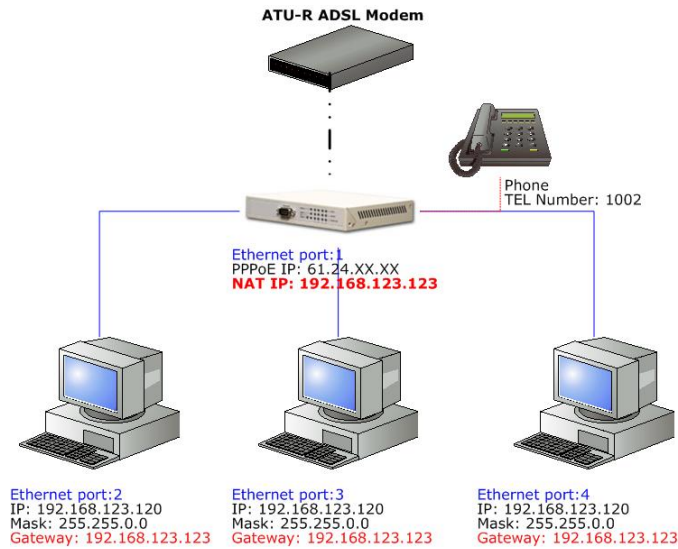 ATU-R ADSL Modem
Phone
TEL Number: 1002
Ethernet port:1
PPPoE IP: 61.24.XX.XX
NAT IP: 192.168.123.123
Ethernet port:2
IP: 192.168.123.120
Mask: 255.255.0.0
Gateway: 192.168.123.123
Ethernet port:3
IP: 192.168.123.120
Mask: 255.255.0.0
Gateway: 192.168.123.123
Ethernet port:4
IP: 192.168.123.120
Mask: 255.255.0.0
Gateway: 192.168.123.123